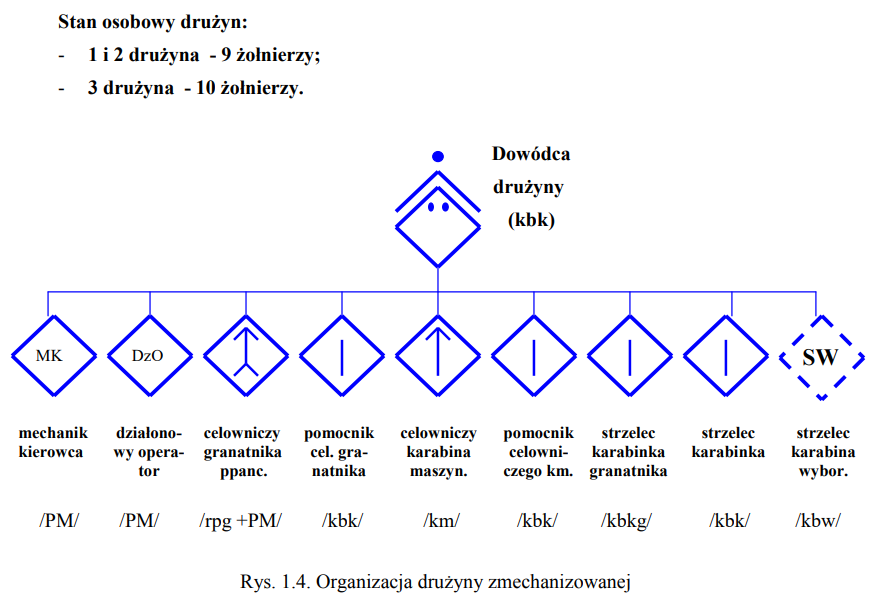 Stan osobowy drużyn:
- 1 i 2 drużyna - 9 żołnierzy;
- 3 drużyna - 10 żołnierzy.
Dowódca
drużyny
(kbk)
MK
DzO
SW
mechanik
kierowca
działono-
wy opera-
tor
celowniczy
granatnika
ppanc.
pomocnik
cel. gra-
natnika
celowniczy
karabina
maszyn.
pomocnik
celowni-
czego km.
strzelec
karabinka
granatnika
strzelec
karabinka
strzelec
karabina
wybor.
/PM/
/PM/
/rpg +PM/
/kbk/
/km/
/kbk/
/kbkg/
/kbk/
/kbw/
Rys. 1.4. Organizacja drużyny zmechanizowanej